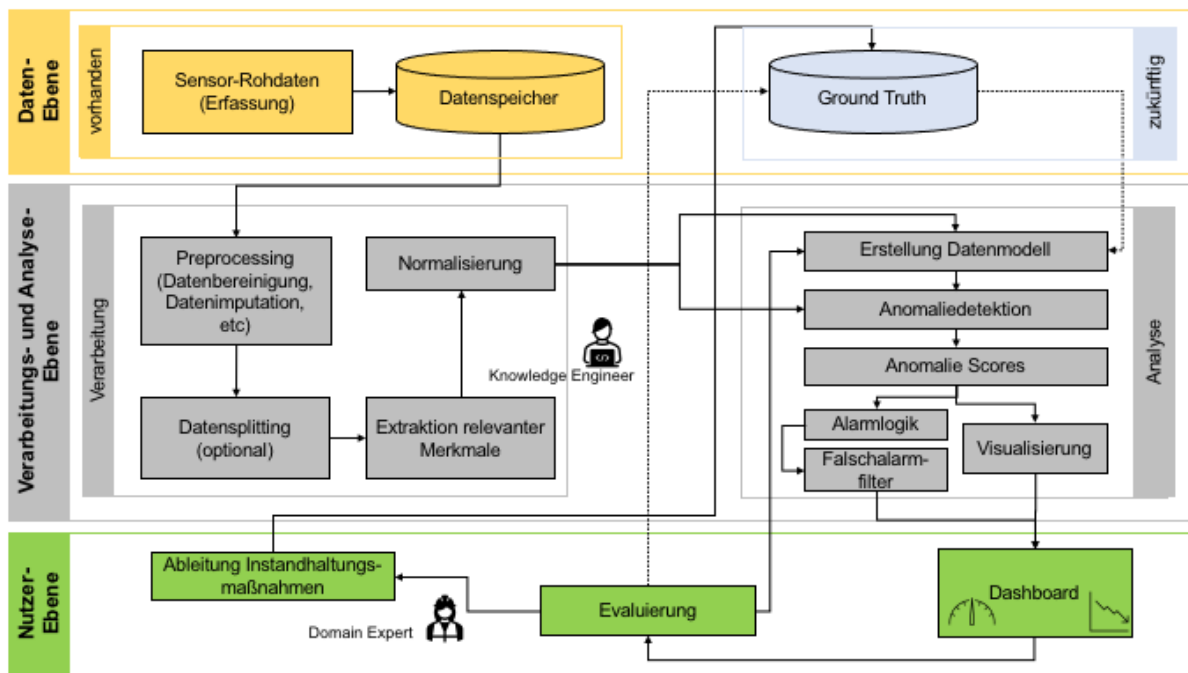 Daten-
Ebene
vorhanden
Sensor-Rohdaten
(Erfassung)
Datenspeicher
Ground Truth
zukünftig
Verarbeitungs- und Analyse-
Ebene
Verarbeitung
Preprocessing
(Datenbereinigung,
Datenimputation,
etc)
Normalisierung
Datensplitting
(optional)
Extraktion relevanter
Merkmale
Knowledge Engineer
Erstellung Datenmodell
Anomaliedetektion
Anomalie Scores
Alarmlogik
Falschalarm-
filter
Visualisierung
Analyse
Nutzer-
Ebene
Ableitung Instandhaltungs-
maßnahmen
Domain Expert
Evaluierung
Dashboard